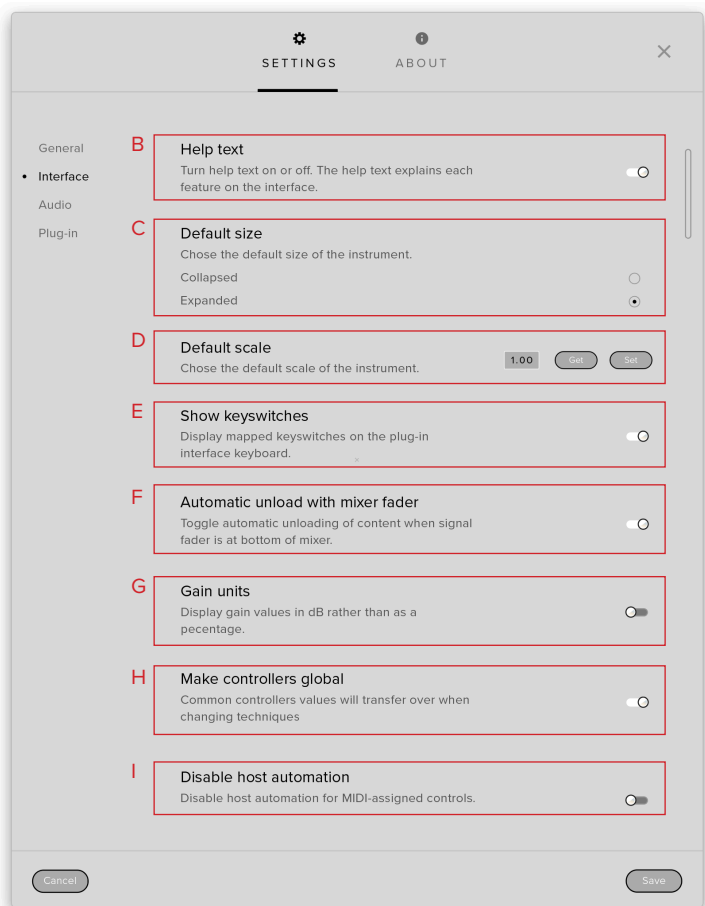 SETTINGS
ABOUT
General
Interface
Audio
Plug-in
B
Help text
Turn help text on or off. The help text explains each
feature on the interface.
C
Default size
Chose the default size of the instrument.
Collapsed
Expanded
D
Default scale
Chose the default scale of the instrument.
1.00
Get
Set
E
Show keyswitches
Display mapped keyswitches on the plug-in
interface keyboard.
F
Automatic unload with mixer fader
Toggle automatic unloading of content when signal
fader is at bottom of mixer.
G
Gain units
Display gain values in dB rather than as a
pecentage.
H
Make controllers global
Common controllers values will transfer over when
changing techniques
I
Disable host automation
Disable host automation for MIDI-assigned controls.
Cancel
Save